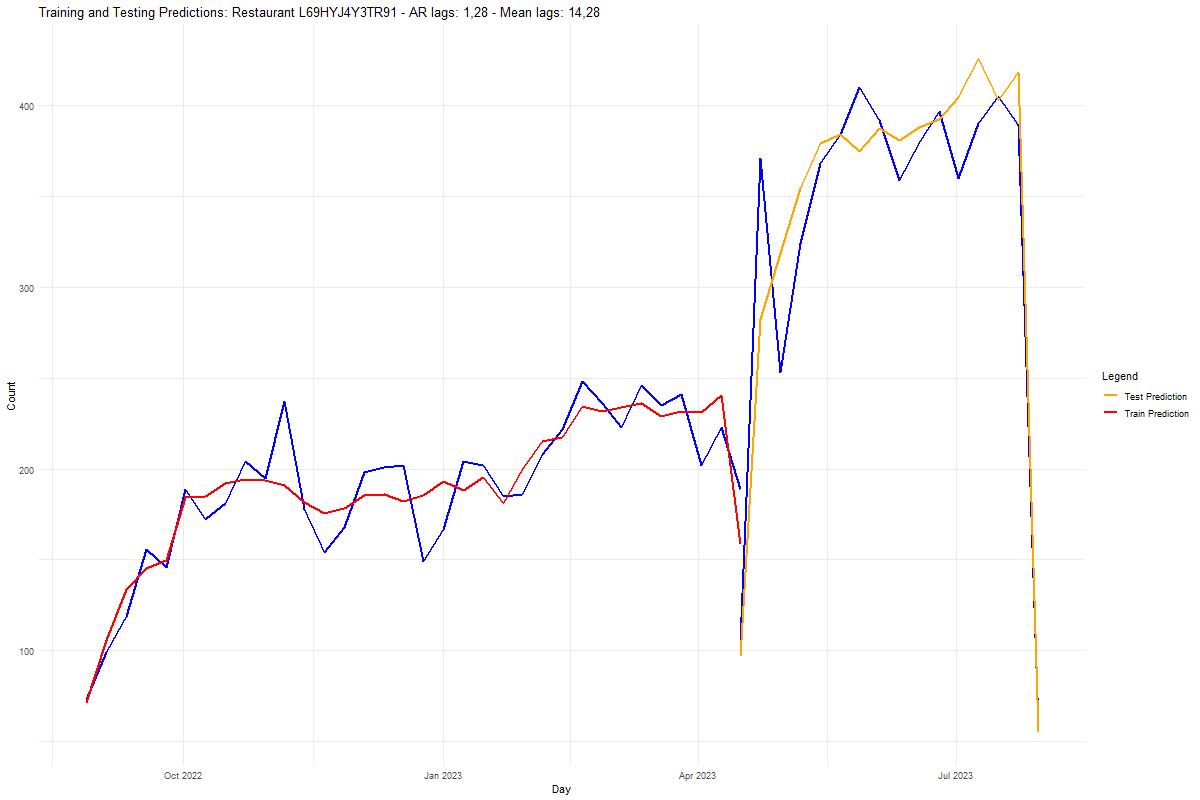 Training and Testing Predictions: Restaurant L69HYJ4Y3TR91 - AR lags: 1,28 - Mean lags: 14,28
400
300
200
100
Count
Oct 2022
Jan 2023
Apr 2023
Jul 2023
Day
Legend
Test Prediction
Train Prediction